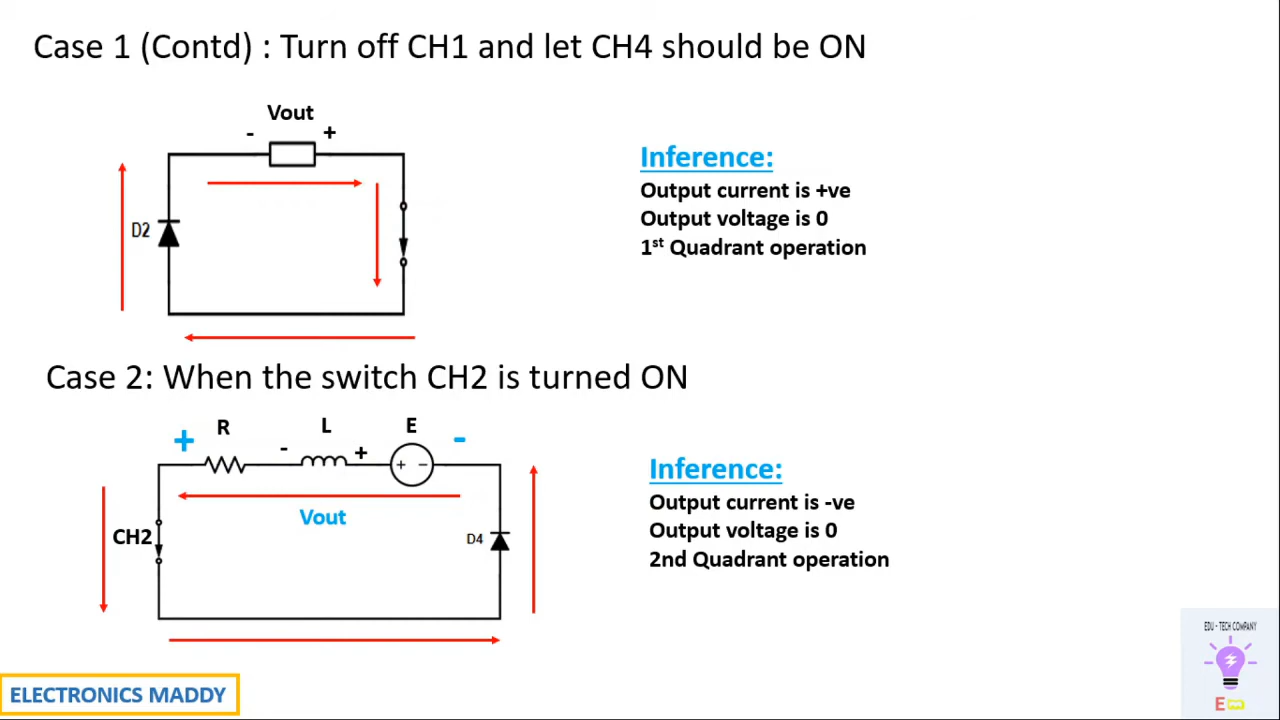 Case 1 (Contd) : Turn off CH1 and let CH4 should be ON
Vout
- +
D2
Inference:
Output current is +ve
Output voltage is 0
1st Quadrant operation
Case 2: When the switch CH2 is turned ON
+ R - L + E -
+ −
Vout
CH2
D4
Inference:
Output current is -ve
Output voltage is 0
2nd Quadrant operation
ELECTRONICS MADDY
EDU - TECH COMPANY
Em